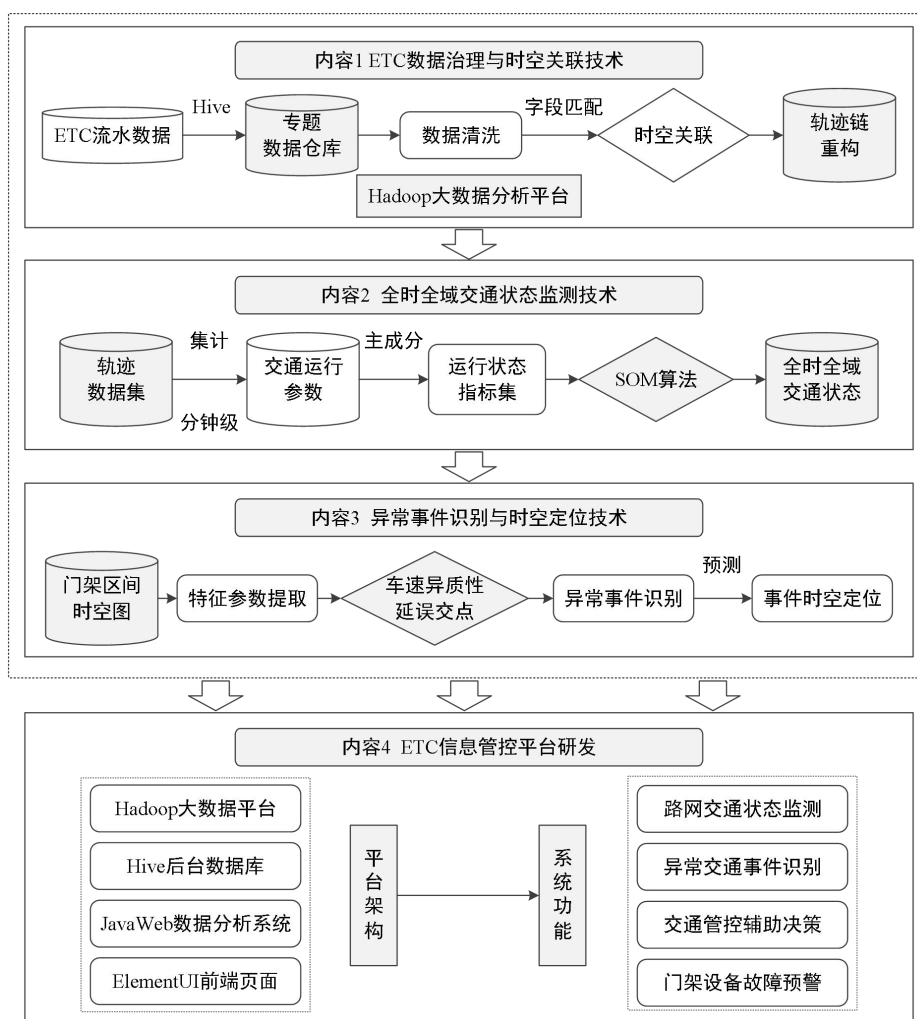 内容1 ETC数据治理与时空关联技术
ETC流水数据
Hive
专题
数据仓库
数据清洗
字段匹配
时空关联
轨迹链
重构
Hadoop大数据分析平台
内容2 全时全域交通状态监测技术
轨迹
数据集
集计
分钟级
交通运行
参数
主成分
运行状态
指标集
SOM算法
全时全域
交通状态
内容3 异常事件识别与时空定位技术
门架区间
时空图
特征参数提取
车速异质性
延误交点
异常事件识别
预测
事件时空定位
内容4 ETC信息管控平台研发
Hadoop大数据平台
Hive后台数据库
JavaWeb数据分析系统
ElementUI前端页面
平
台
架
构
系
统
功
能
路网交通状态监测
异常交通事件识别
交通管控辅助决策
门架设备故障预警